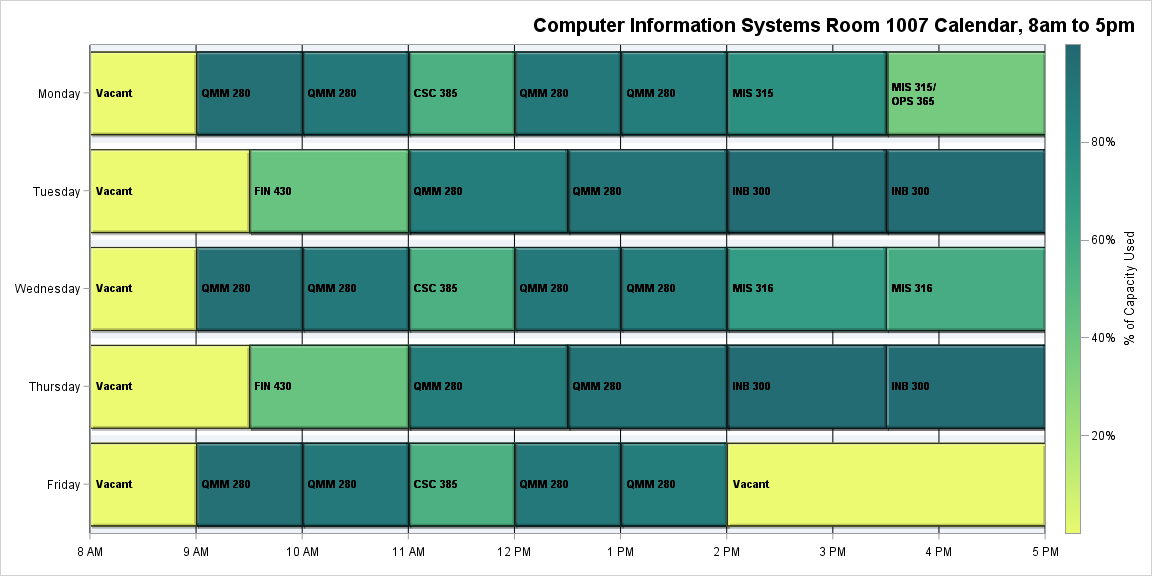 Computer Information Systems Room 1007 Calendar, 8am to 5pm
Monday
Vacant
QMM 280
QMM 280
CSC 385
QMM 280
QMM 280
MIS 315
MIS 315/
OPS 365
Tuesday
Vacant
FIN 430
QMM 280
QMM 280
INB 300
INB 300
Wednesday
Vacant
QMM 280
QMM 280
CSC 385
QMM 280
QMM 280
MIS 316
MIS 316
Thursday
Vacant
FIN 430
QMM 280
QMM 280
INB 300
INB 300
Friday
Vacant
QMM 280
QMM 280
CSC 385
QMM 280
QMM 280
Vacant
8 AM
9 AM
10 AM
11 AM
12 PM
1 PM
2 PM
3 PM
4 PM
5 PM
80%
60%
40%
20%
% of Capacity Used